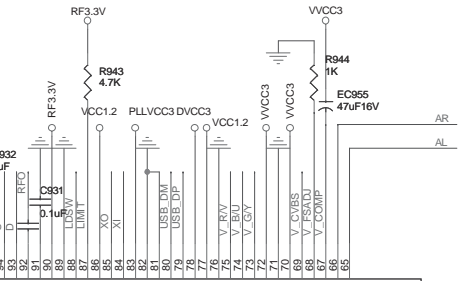 RF3.3V
VVCC3
R943
4.7K
R944
1K
EC955
47uF16V
RF3.3V
VCC1.2
PLLVCC3
DVCC3
VCC1.2
VVCC3
VVCC3
AR
AL
C931
0.1uF
RFO
D
LDSW
LIMIT
XO
XI
USB_DM
USB_DP
V_R/V
V_B/U
V_G/Y
V_CVBS
V_FSADJ
V_COMP
93
92
91
90
89
88
87
86
85
84
83
82
81
80
79
78
77
76
75
74
73
72
71
70
69
68
67
66
65